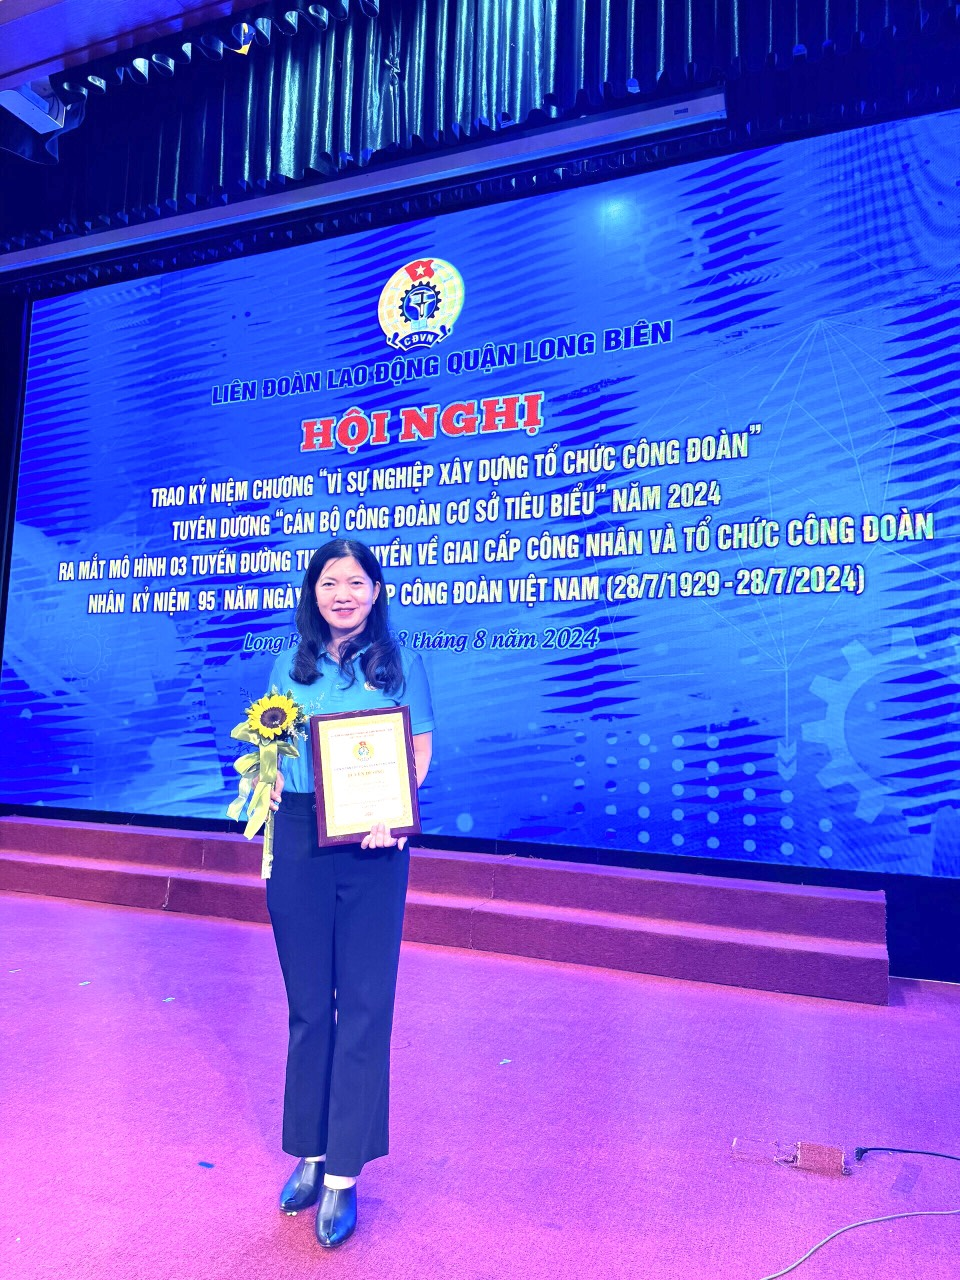 CĐVN
LIÊN ĐOÀN LAO ĐỘNG QUẬN LONG BIÊN
HỘI NGHỊ
TRAO KỶ NIỆM CHƯƠNG “VÌ SỰ NGHIỆP XÂY DỰNG TỔ CHỨC CÔNG ĐOÀN”
TUYÊN DƯƠNG “CÁN BỘ CÔNG ĐOÀN CƠ SỞ TIÊU BIỂU” NĂM 2024
RA MẮT MÔ HÌNH 03 TUYẾN ĐƯỜNG VỀ GIAI CẤP CÔNG NHÂN VÀ TỔ CHỨC CÔNG ĐOÀN
NHÂN KỶ NIỆM 95 NĂM NGÀY CÔNG ĐOÀN VIỆT NAM (28/7/1929 - 28/7/2024)
Long 8 tháng 8 năm 2024